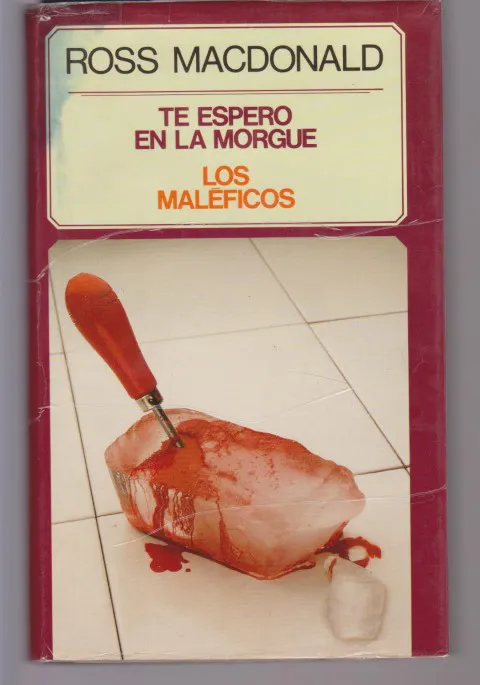 ROSS MACDONALD
TE ESPERO
EN LA MORGUE
LOS
MALÉFICOS